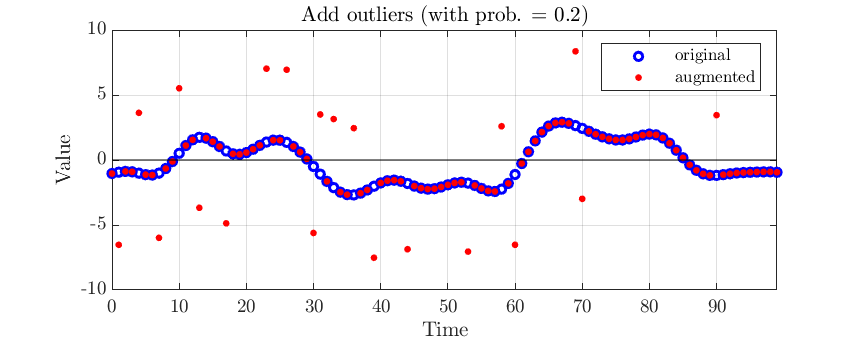 Add outliers (with prob. = 0.2)
10
original
augmented
5
Value
0
-5
-10
0 10 20 30 40 50 60 70 80 90
Time